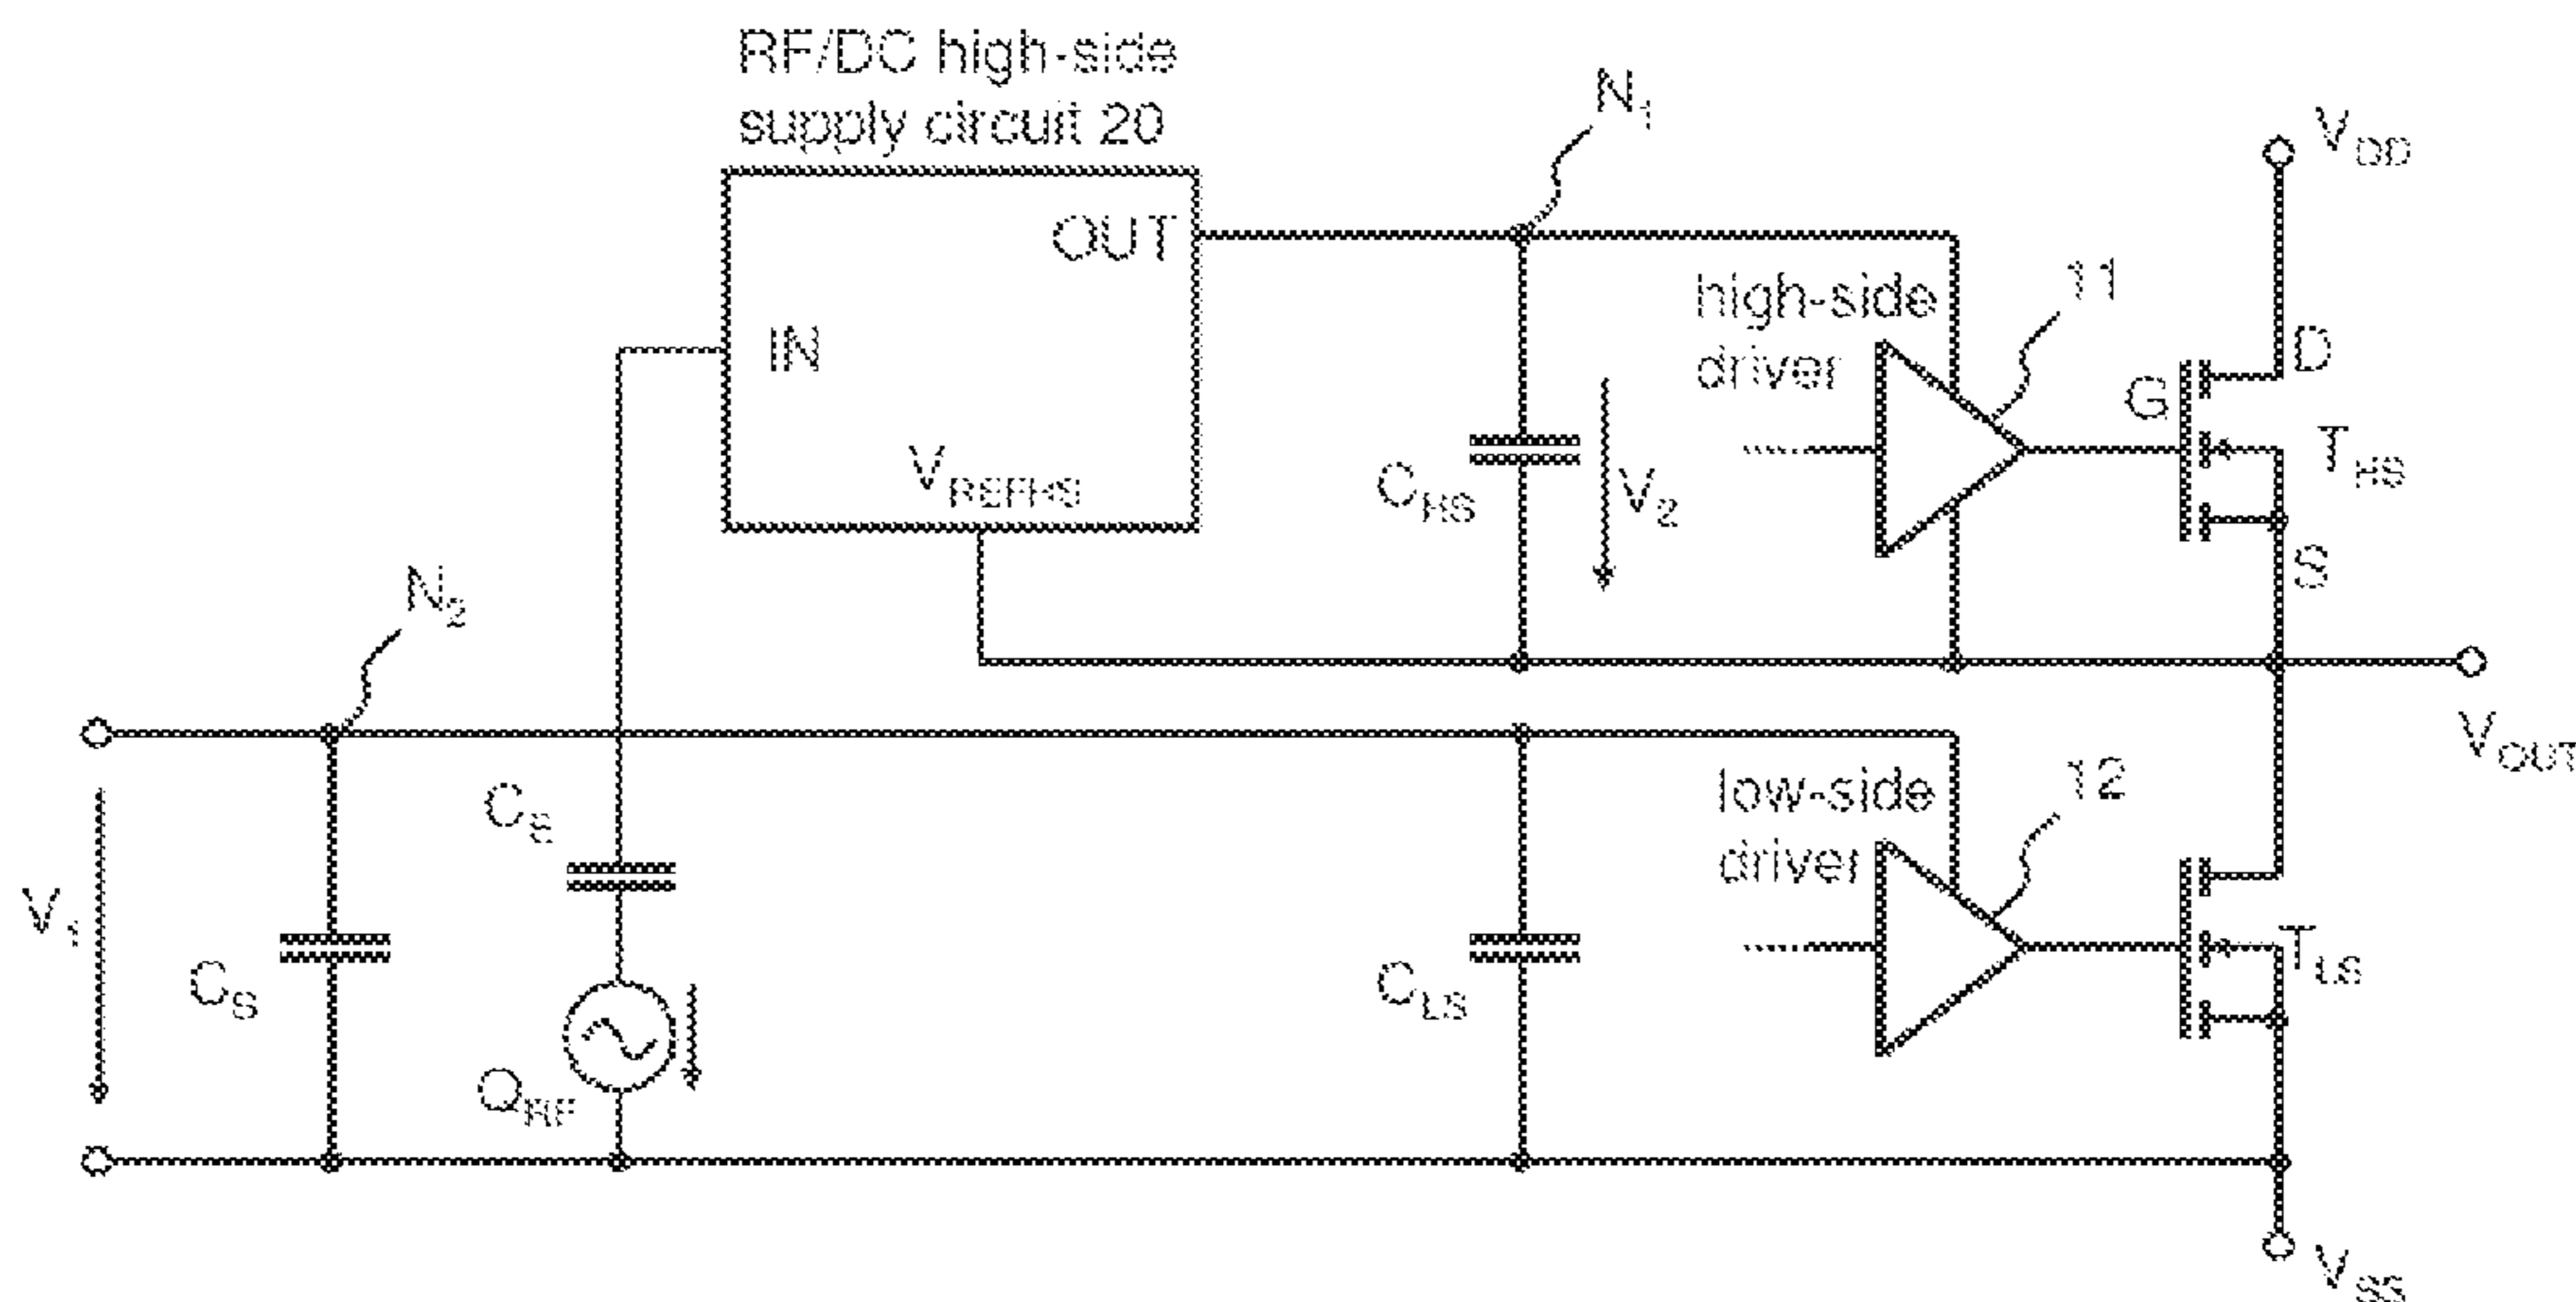 RF/DC high-side
supply circuit 20
N1
VDD
OUT
IN
VREFHS
high-side
driver
11
D
G
THS
CHS
V2
S
N2
VOUT
CB
low-side
driver
12
V1
CS
QRF
CLS
TLS
VSS